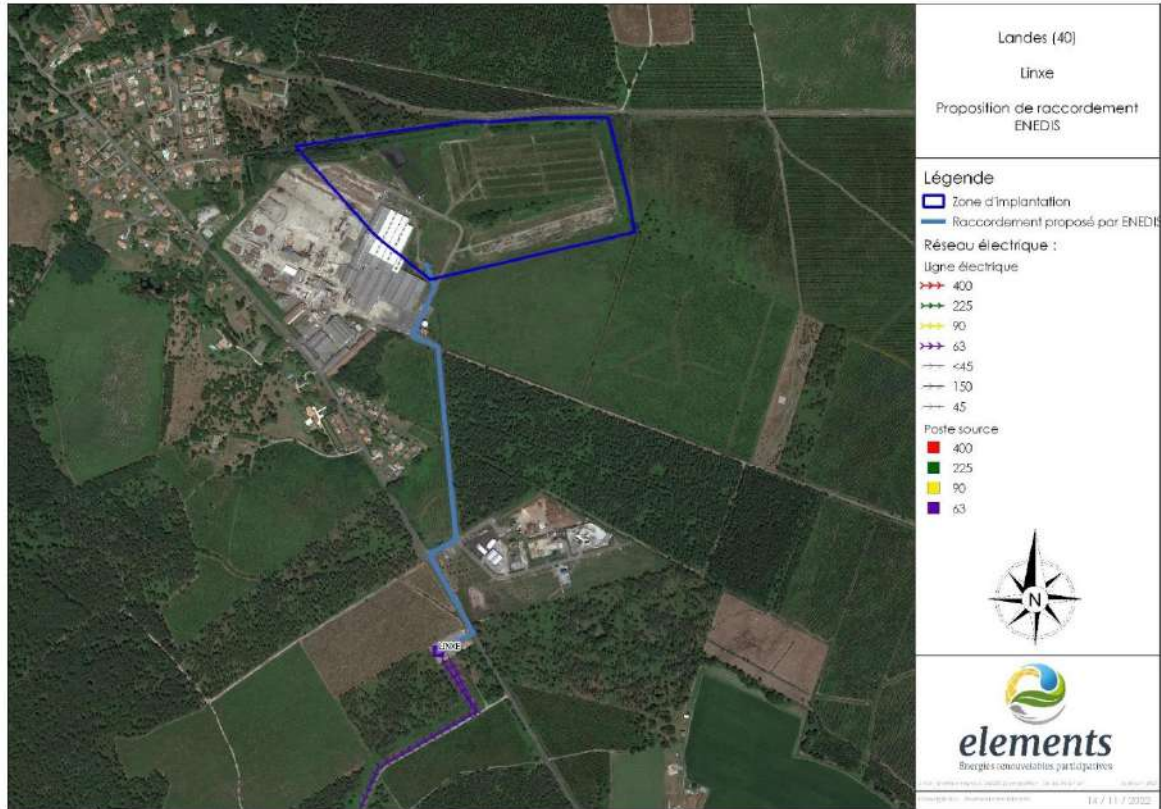 Landes (40)
Linxe
Proposition de raccordement
ENEDIS
Légende
Zone d'implantation
Raccordement proposé par ENEDIS
Réseau électrique :
Ligne électrique
400
225
90
63
<45
150
45
Poste source
400
225
90
63
N
LINXE
elements
Énergies renouvelables participatives
14 / 11 / 2022